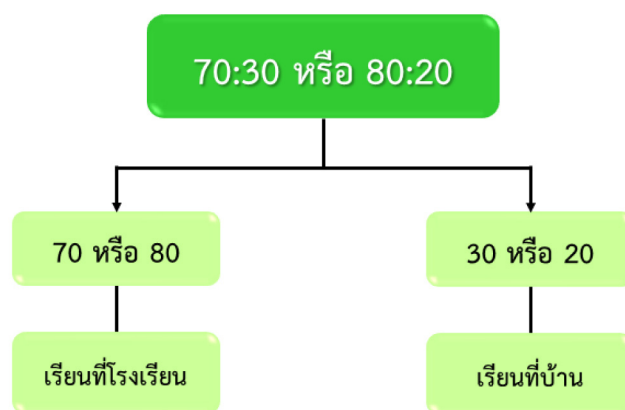 70:30 หรือ 80:20
70 หรือ 80
30 หรือ 20
เรียนที่โรงเรียน
เรียนที่บ้าน